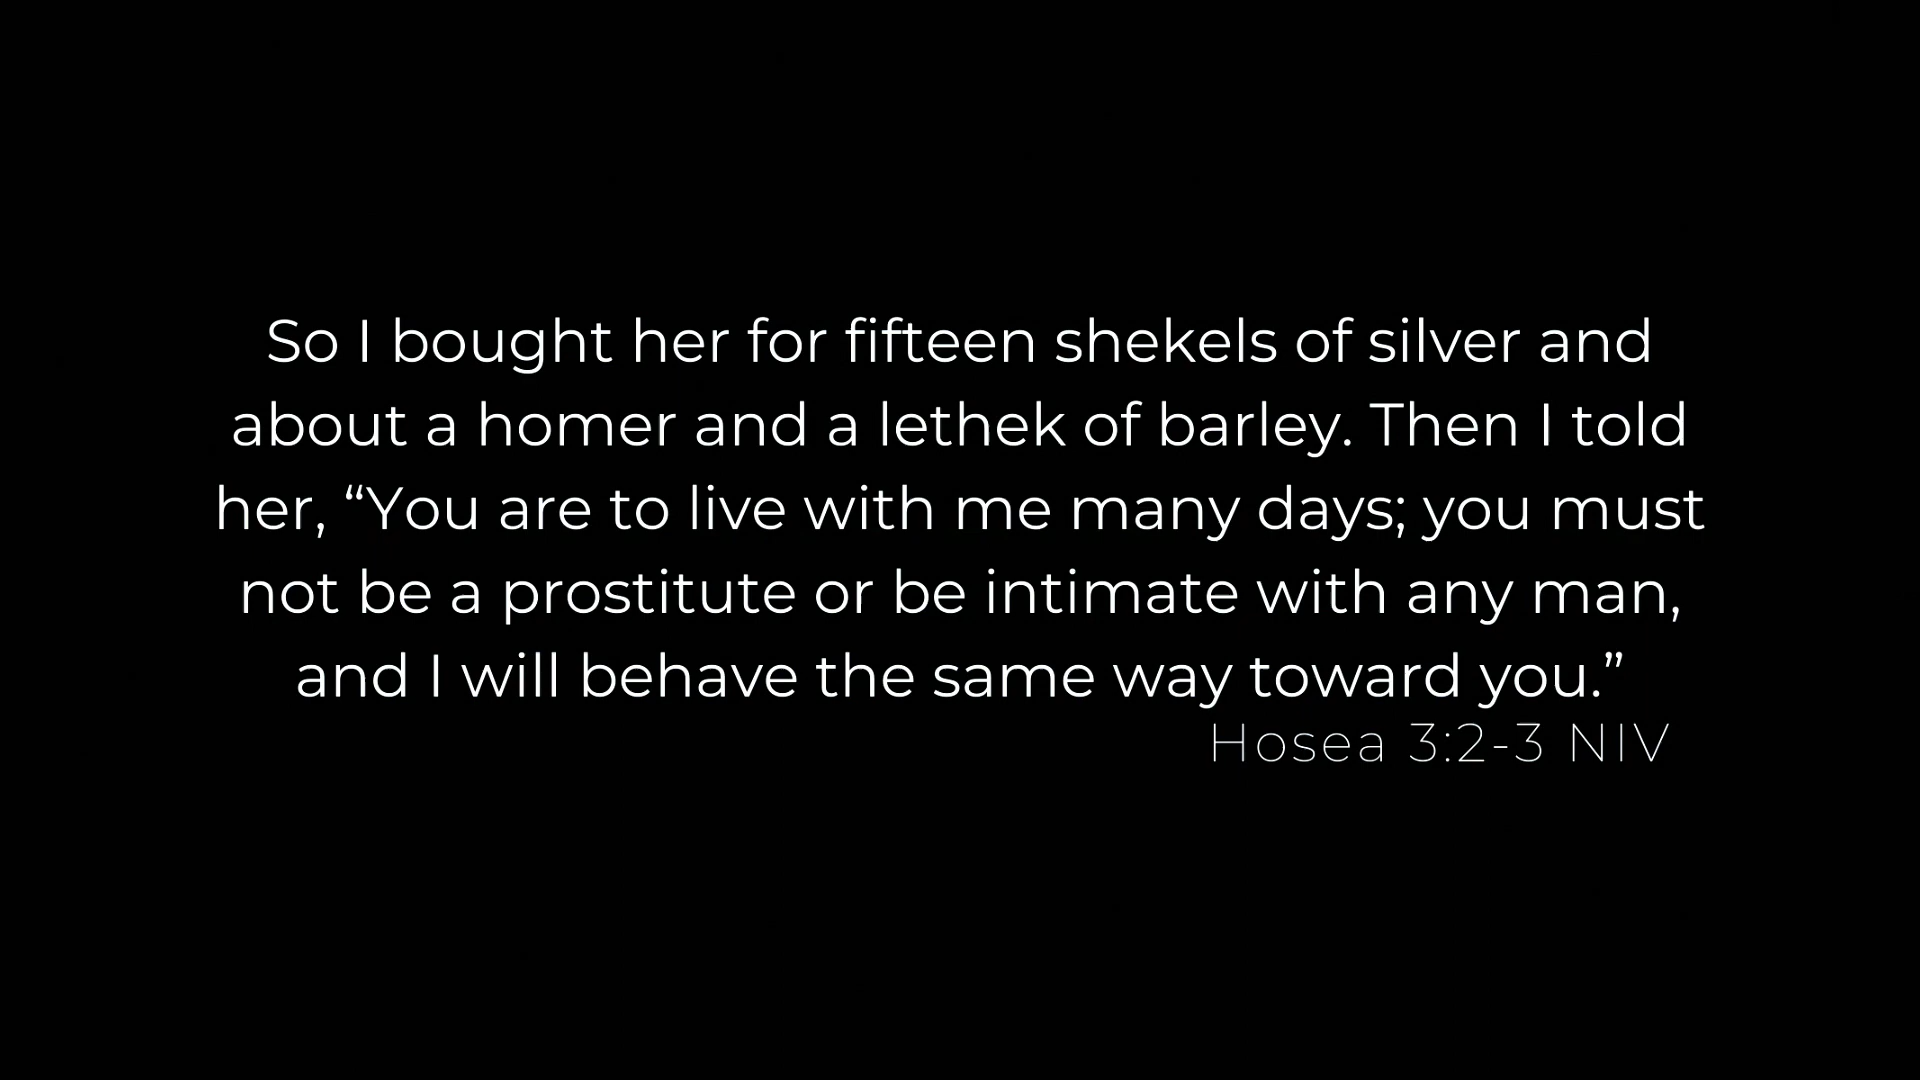 So I bought her for fifteen shekels of silver and
about a homer and a lethek of barley. Then I told
her, “You are to live with me many days; you must
not be a prostitute or be intimate with any man,
and I will behave the same way toward you.”
Hosea 3:2-3 NIV